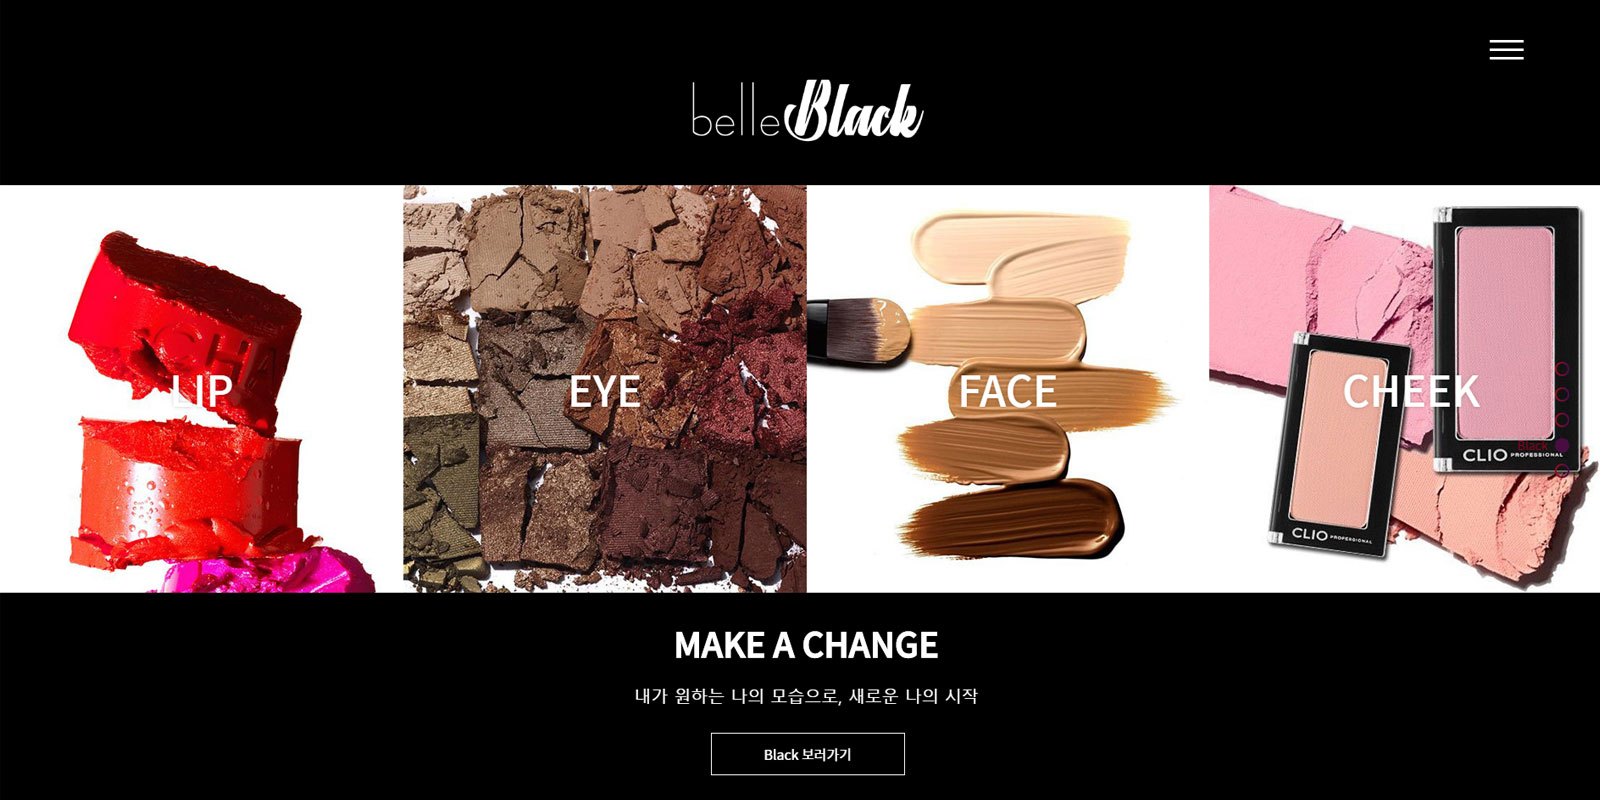 belleBlack
LIP
EYE
FACE
CHEEK
Black
CLIO PROFESSIONAL
CLIO PROFESSIONAL
MAKE A CHANGE
내가 원하는 나의 모습으로, 새로운 나의 시작
Black 보러가기